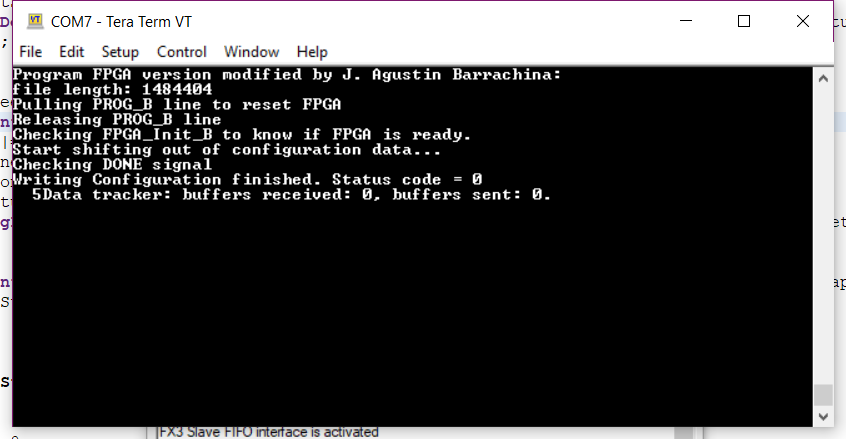 COM7 - Tera Term VT
File Edit Setup Control Window Help
Program FPGA version modified by J. Agustin Barrachina:
file length: 1484404
Pulling PROG_B line to reset FPGA
Releasing PROG_B line
Checking FPGA_Init_B to know if FPGA is ready.
Start shifting out of configuration data...
Checking DONE signal
Writing Configuration finished. Status code = 0
5Data tracker: buffers received: 0, buffers sent: 0.
FX3 Slave FIFO interface is activated